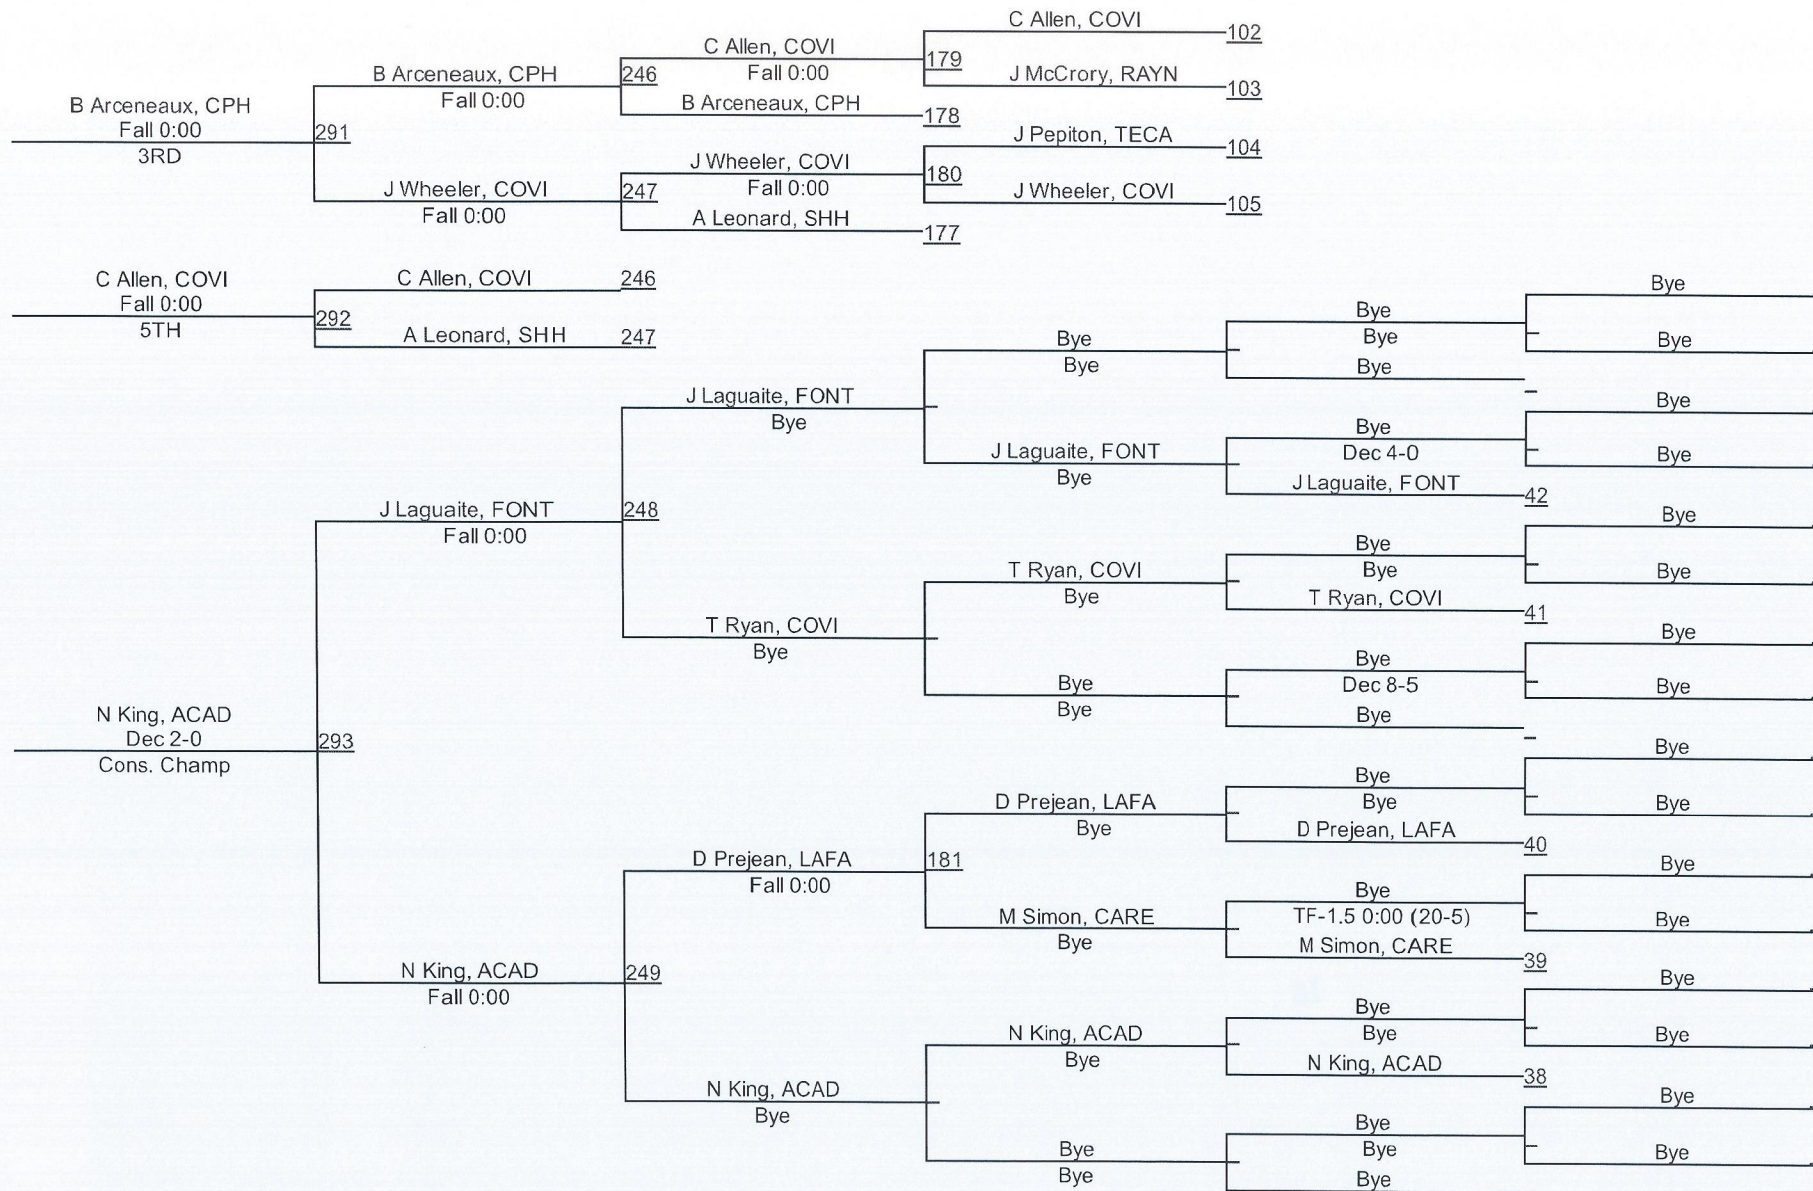 C Allen, COVI
102
C Allen, COVI
Fall 0:00
179
J McCrory, RAYN
103
B Arceneaux, CPH
Fall 0:00
246
B Arceneaux, CPH
178
B Arceneaux, CPH
Fall 0:00
3RD
291
J Pepiton, TECA
104
J Wheeler, COVI
Fall 0:00
180
J Wheeler, COVI
105
J Wheeler, COVI
Fall 0:00
247
A Leonard, SHH
177
C Allen, COVI
Fall 0:00
5TH
292
C Allen, COVI
246
A Leonard, SHH
247
Bye
Bye
Bye
Bye
Bye
Bye
Bye
Bye
J Laguaite, FONT
Bye
Bye
Bye
Dec 4-0
Bye
J Laguaite, FONT
Bye
J Laguaite, FONT
42
J Laguaite, FONT
Fall 0:00
248
Bye
Bye
Bye
Bye
T Ryan, COVI
Bye
T Ryan, COVI
41
T Ryan, COVI
Bye
Bye
Bye
Dec 8-5
Bye
Bye
Bye
Bye
N King, ACAD
Dec 2-0
Cons. Champ
293
Bye
Bye
Bye
Bye
D Prejean, LAFA
Bye
D Prejean, LAFA
40
D Prejean, LAFA
Fall 0:00
181
Bye
Bye
TF-1.5 0:00 (20-5)
Bye
M Simon, CARE
Bye
M Simon, CARE
39
N King, ACAD
Fall 0:00
249
Bye
Bye
Bye
Bye
N King, ACAD
Bye
N King, ACAD
38
N King, ACAD
Bye
Bye
Bye
Bye
Bye
Bye
Bye
Bye